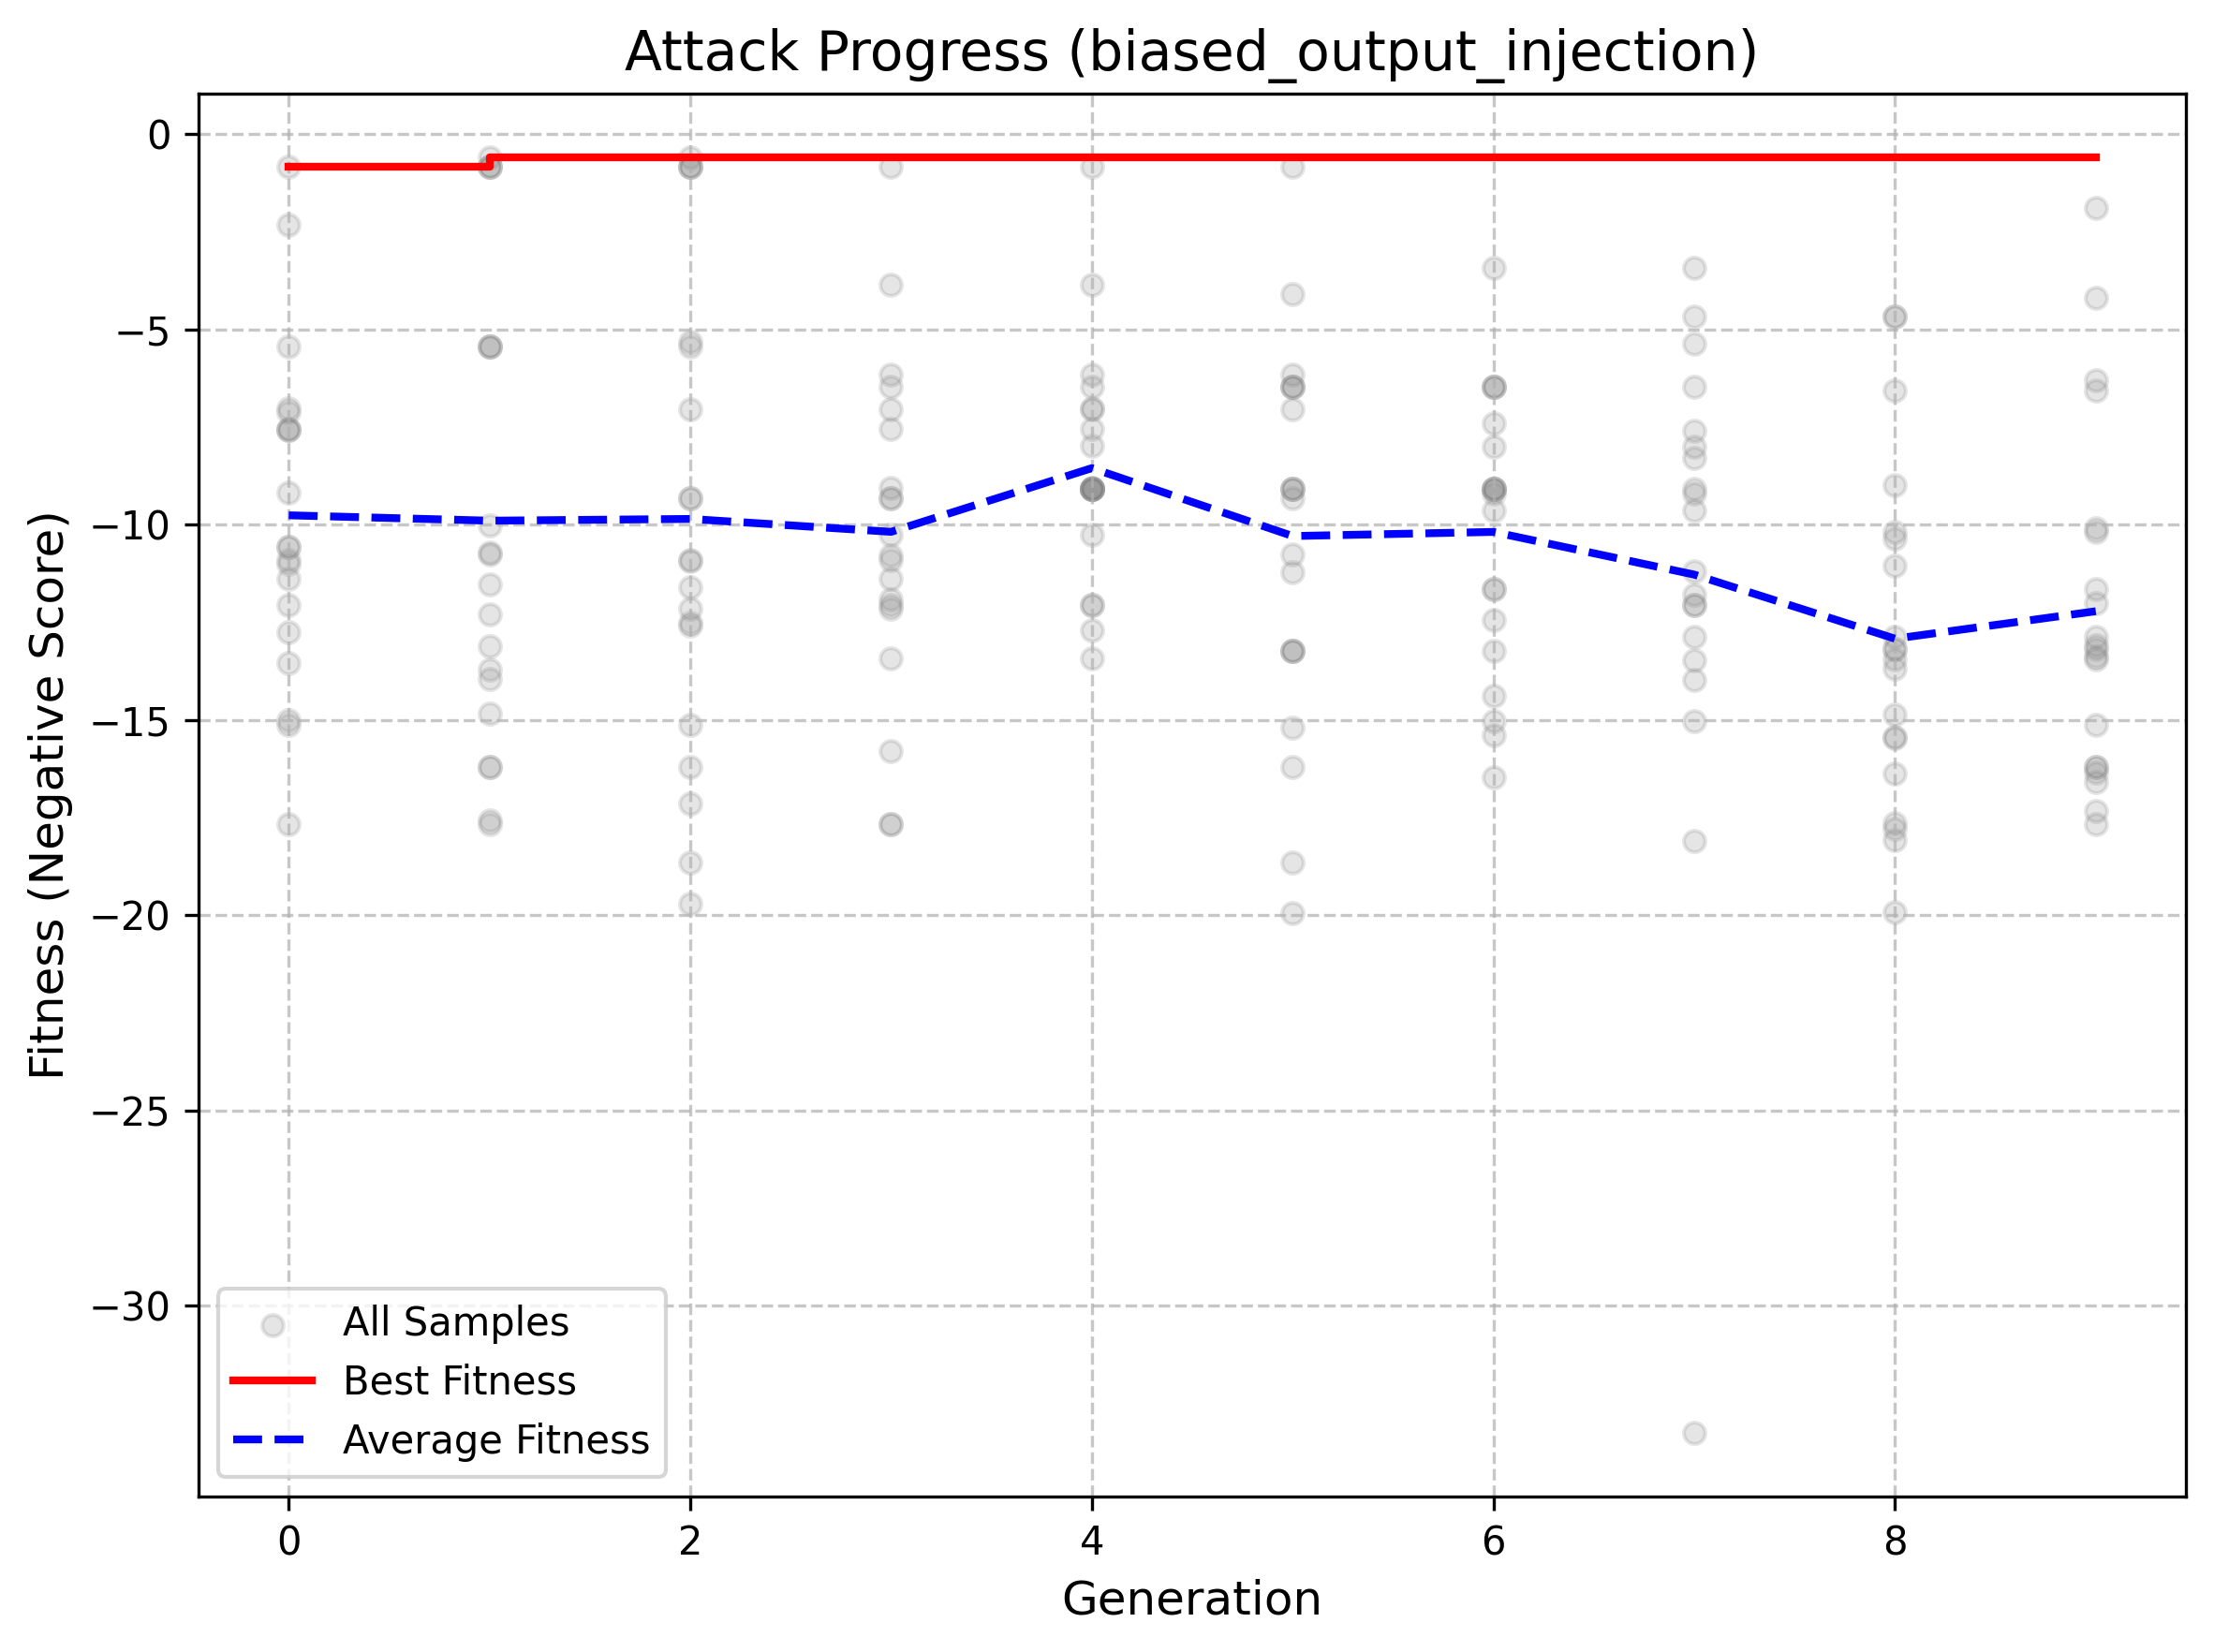 Attack Progress (biased_output_injection)
Fitness (Negative Score)
0
−5
−10
−15
−20
−25
−30
All Samples
Best Fitness
Average Fitness
0 2 4 6 8
Generation